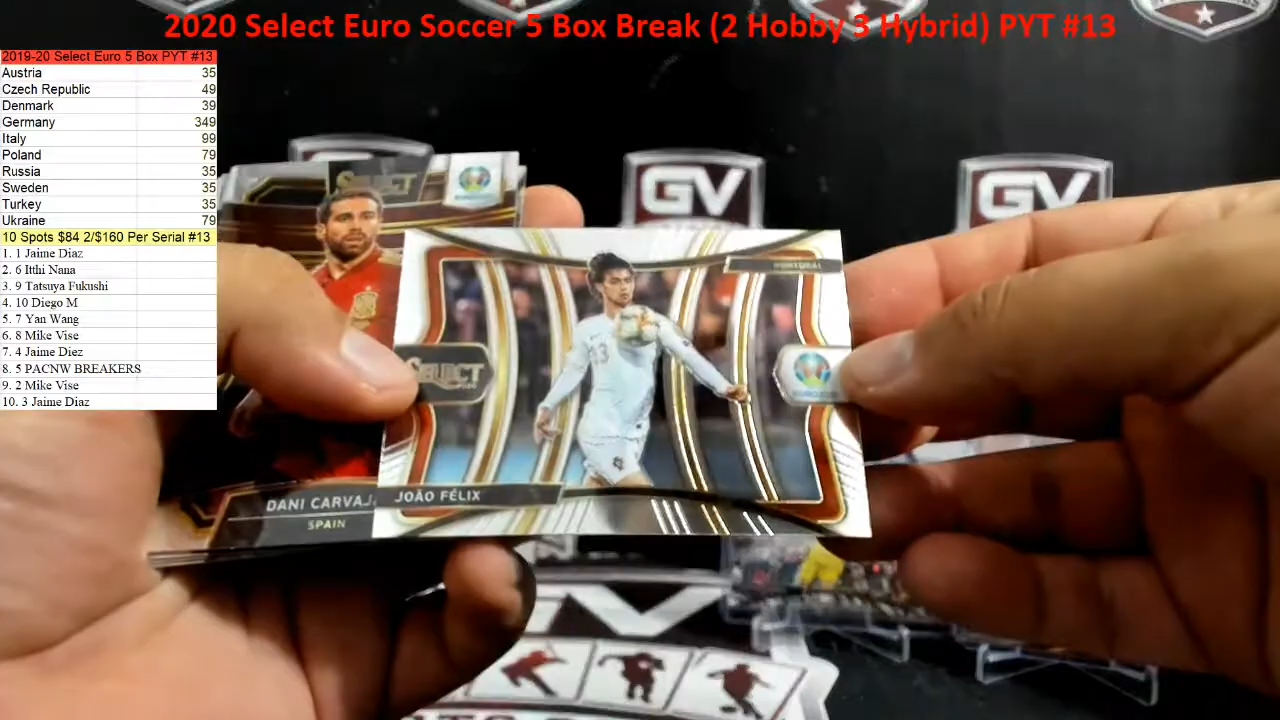 2020 Select Euro Soccer 5 Box Break (2 Hobby 3 Hybrid) PYT #13
2019-20 Select Euro 5 Box PYT #13
Austria 35
Czech Republic 49
Denmark 39
Germany 349
Italy 99
Poland 79
Russia 35
Sweden 35
Turkey 35
Ukraine 79
10 Spots $84 2/$160 Per Serial #13
1. 1 Jaime Diaz
2. 6 Itthi Nana
3. 9 Tatsuya Fukushi
4. 10 Diego M
5. 7 Yan Wang
6. 8 Mike Vise
7. 4 Jaime Diez
8. 5 PACNW BREAKERS
9. 2 Mike Vise
10. 3 Jaime Diaz
GV
GV
SELECT
PORTUGAL
SELECT
13
JOÃO FÉLIX
DANI CARVAJ
SPAIN
GV